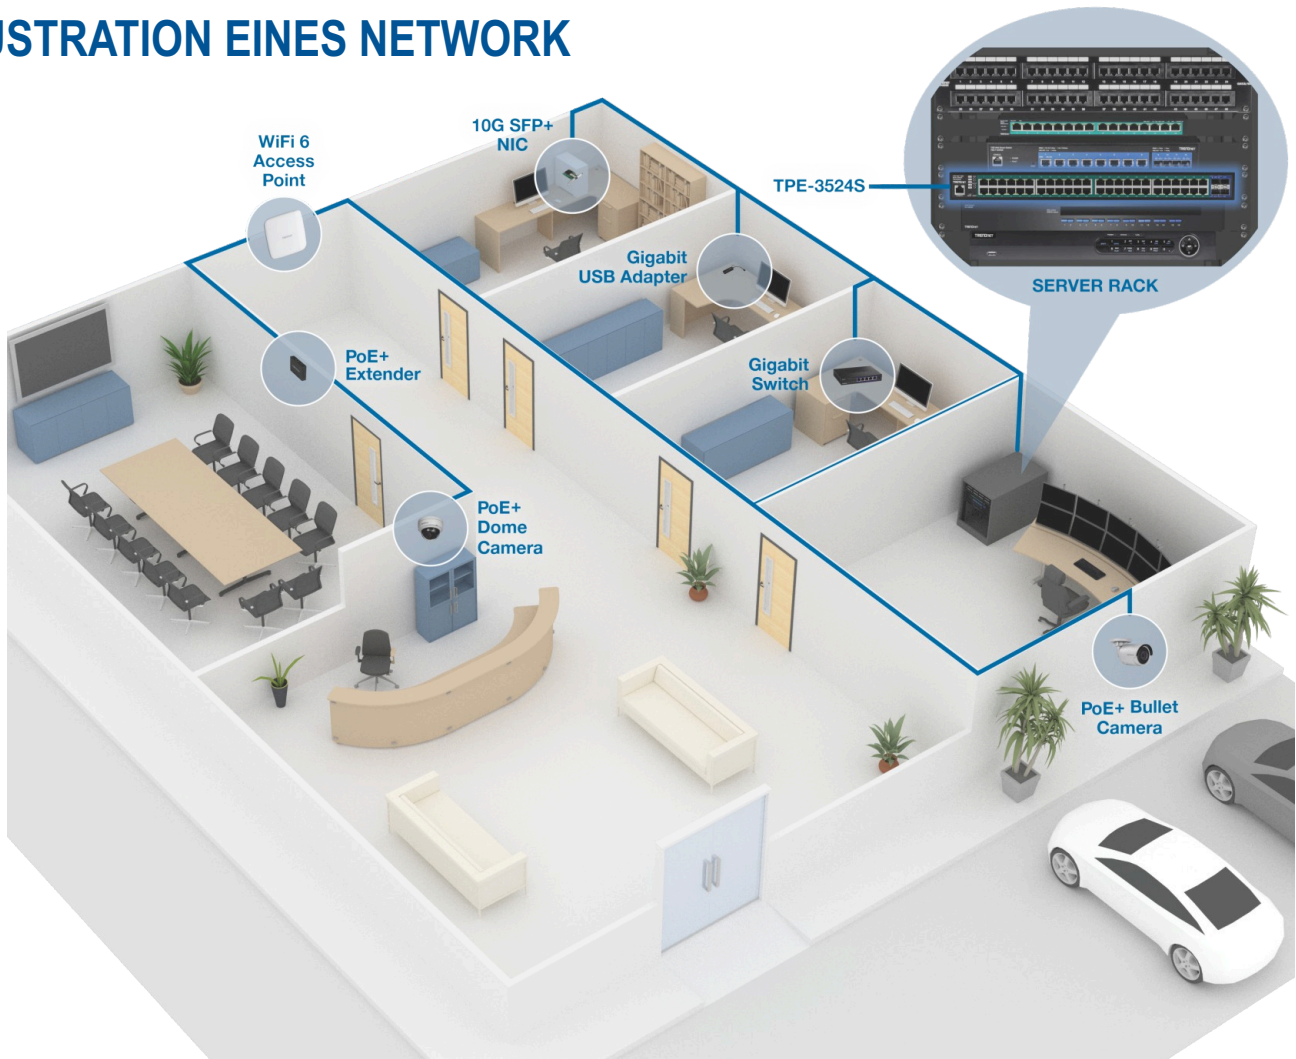 USTRATION EINES NETWORK
WiFi 6
Access
Point
10G SFP+
NIC
TPE-3524S
Gigabit
USB Adapter
SERVER RACK
PoE+
Extender
Gigabit
Switch
PoE+
Dome
Camera
PoE+ Bullet
Camera